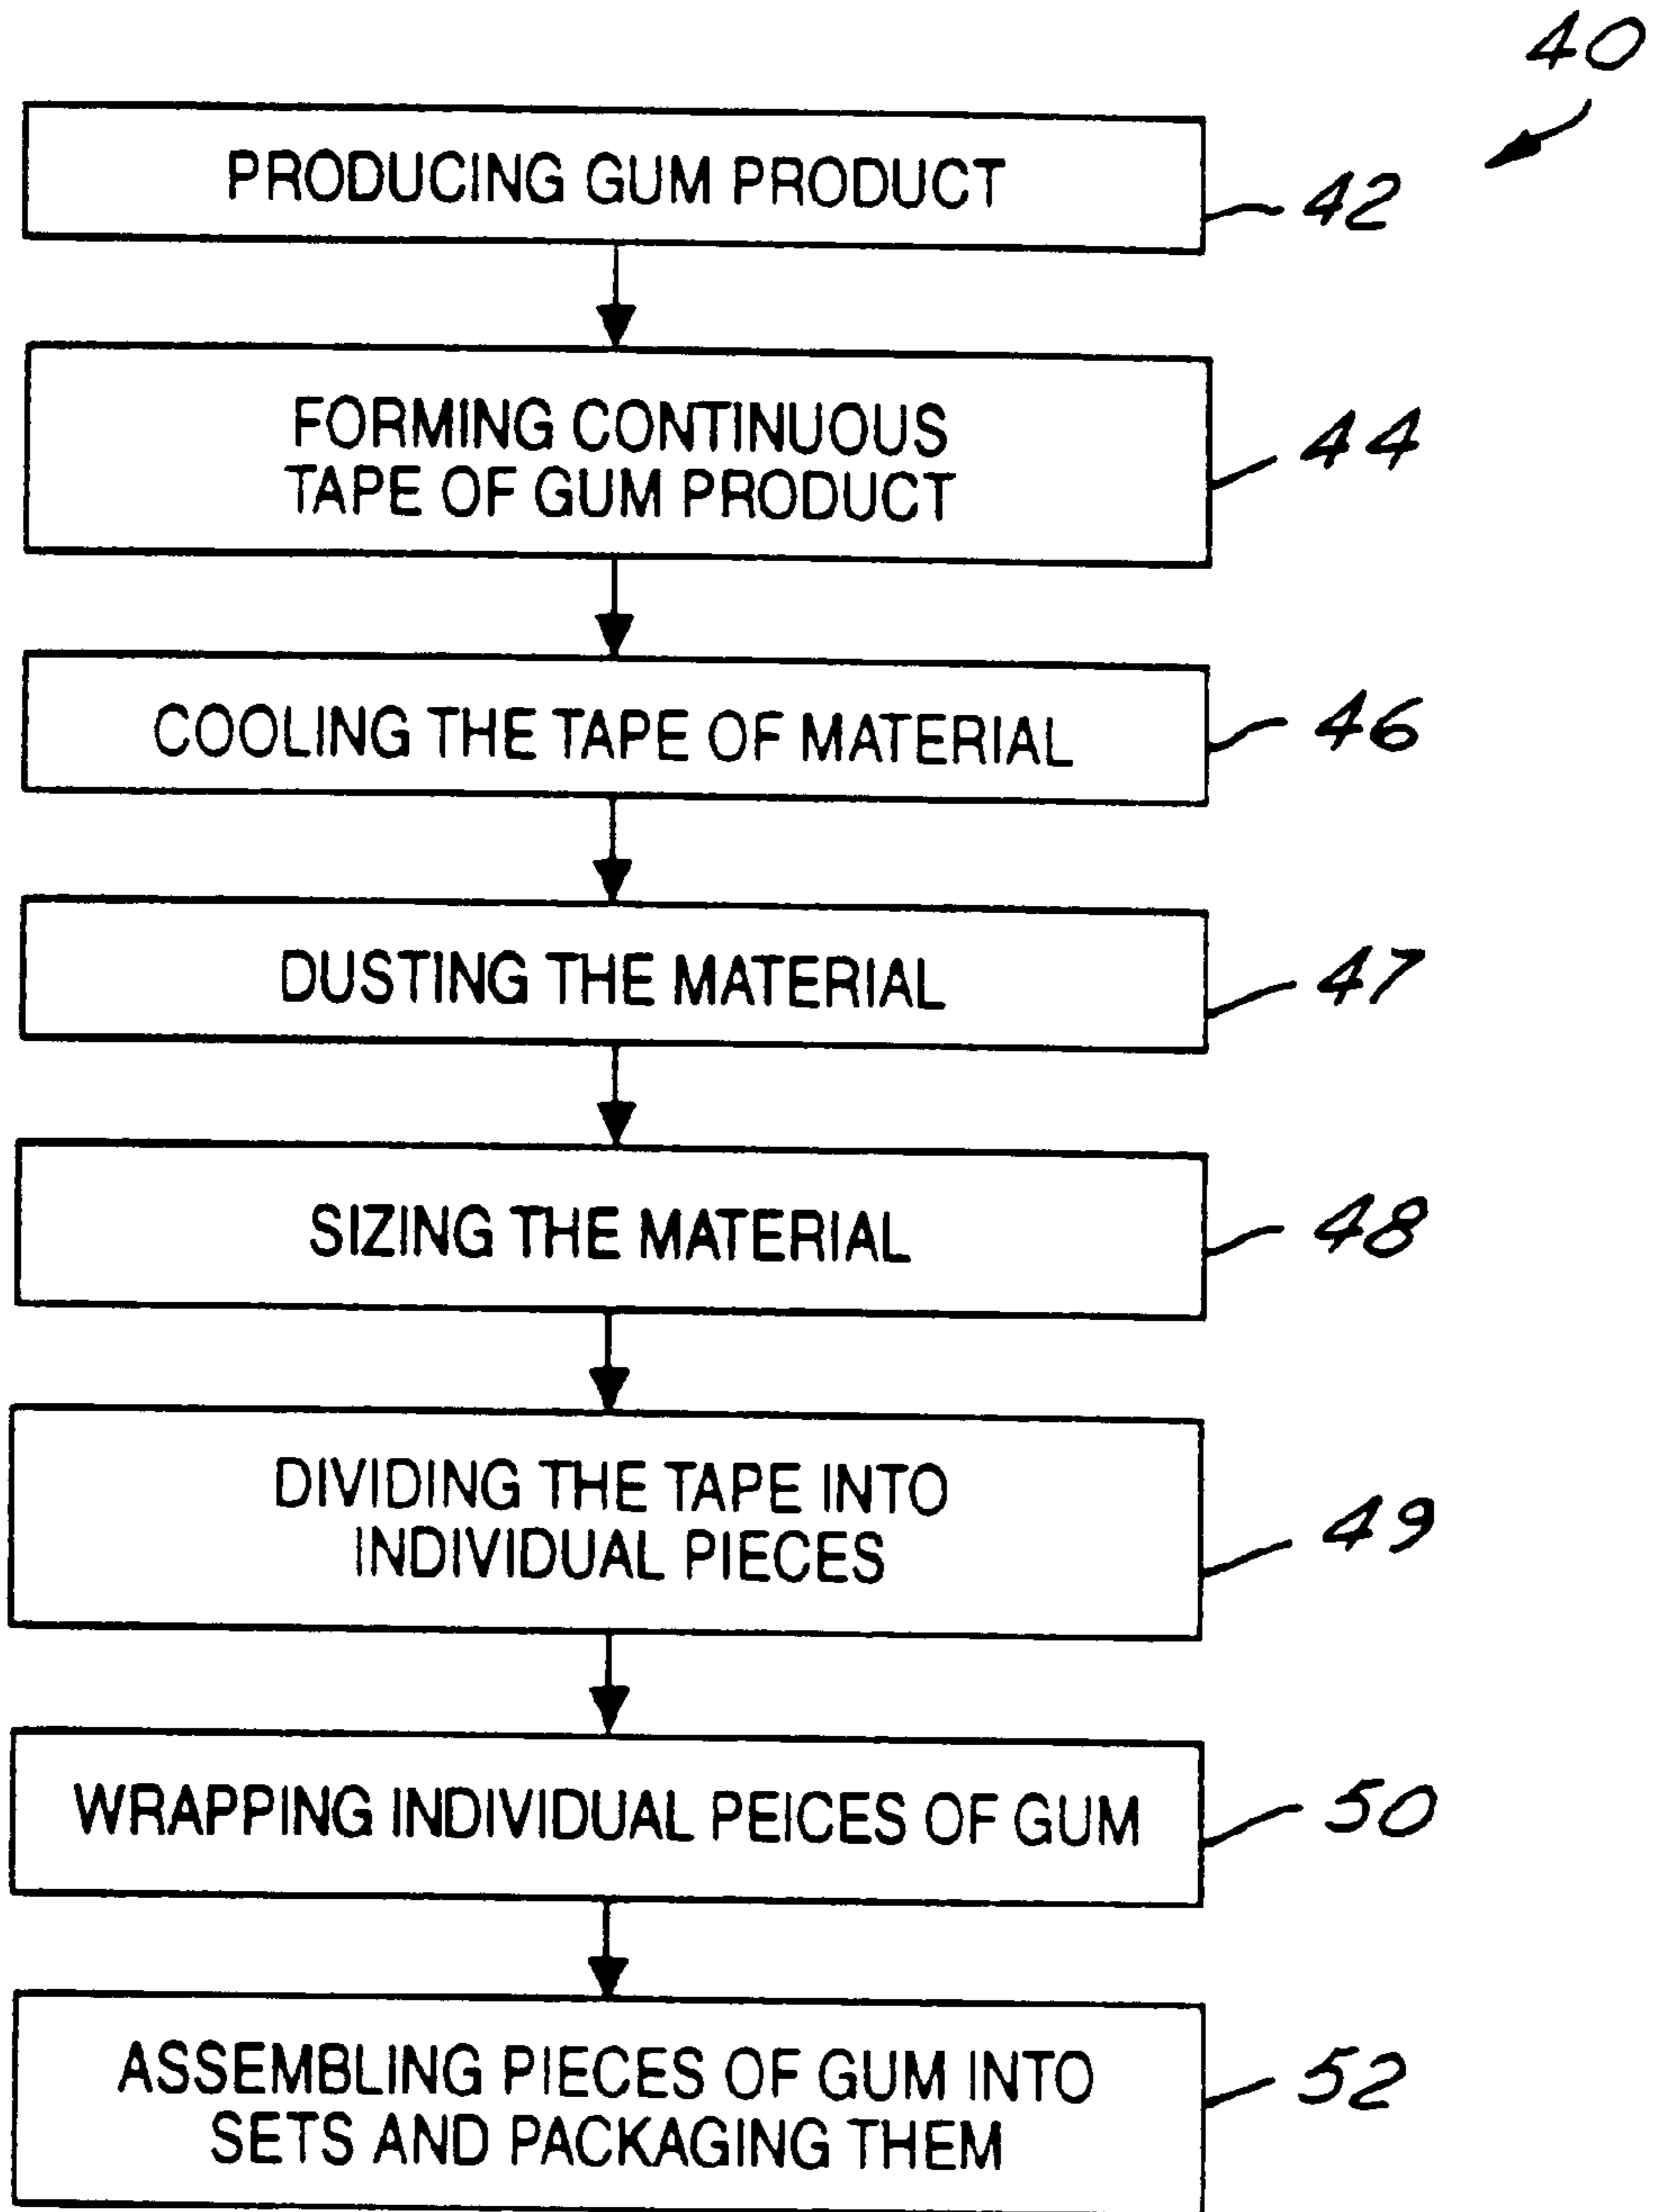 40
PRODUCING GUM PRODUCT
42
FORMING CONTINUOUS
TAPE OF GUM PRODUCT
44
COOLING THE TAPE OF MATERIAL
46
DUSTING THE MATERIAL
47
SIZING THE MATERIAL
48
DIVIDING THE TAPE INTO
INDIVIDUAL PIECES
49
WRAPPING INDIVIDUAL PEICES OF GUM
50
ASSEMBLING PIECES OF GUM INTO
SETS AND PACKAGING THEM
52